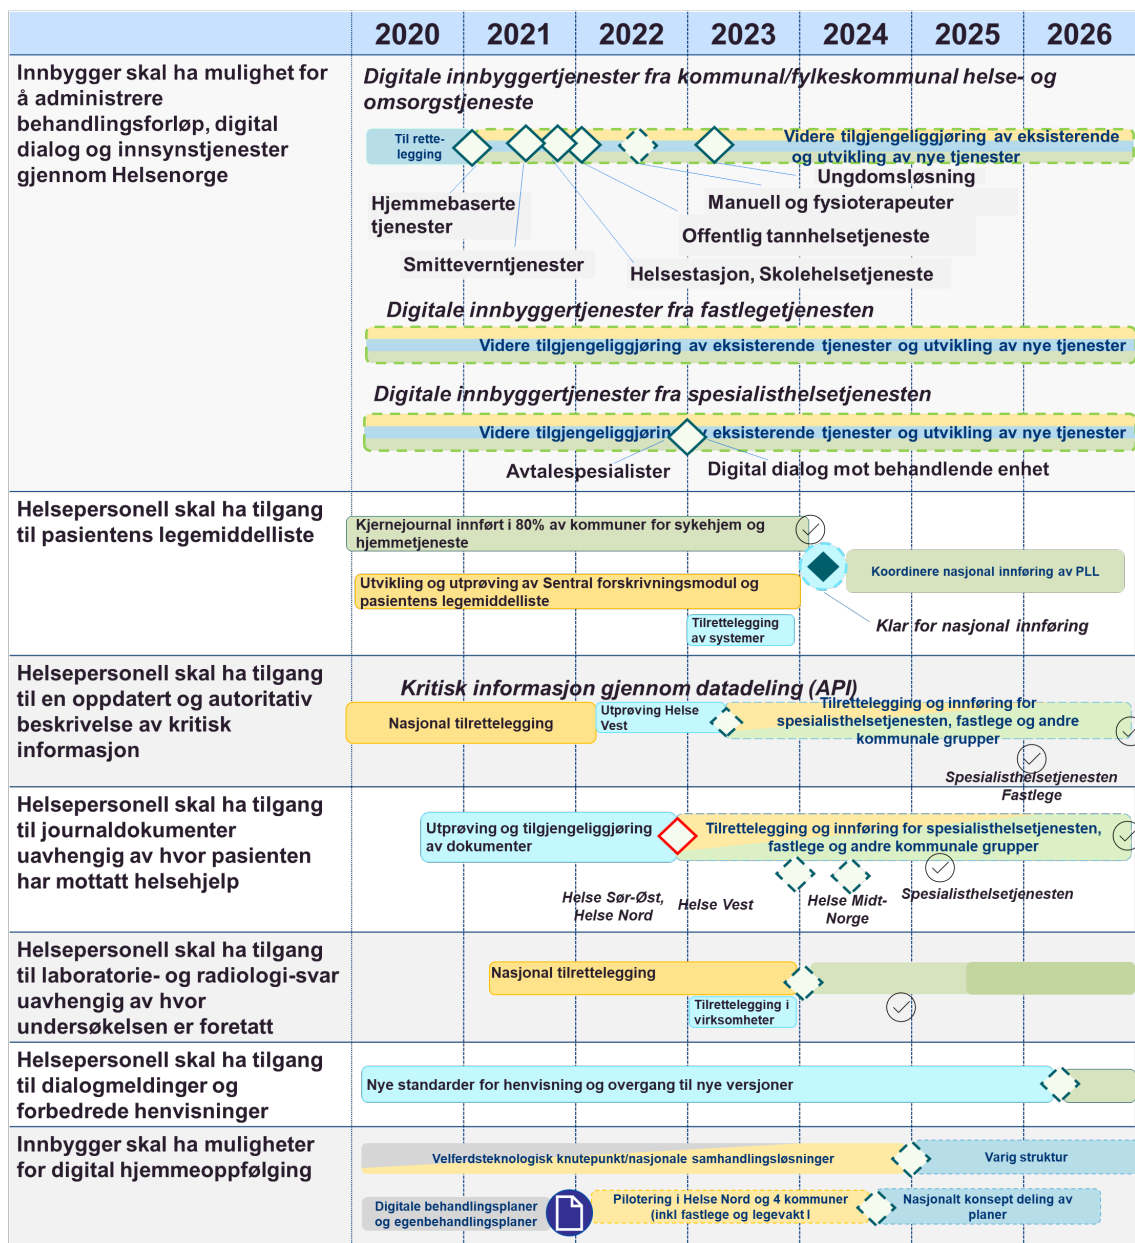 2020 2021 2022 2023 2024 2025 2026
Innbygger skal ha mulighet for
å administrere
behandlingsforløp, digital
dialog og innsynstjenester
gjennom Helsenorge
Digitale innbyggertjenester fra kommunal/fylkeskommunal helse- og
omsorgstjeneste
Til rette-
legging
Videre tilgjengeliggjøring av eksisterende
og utvikling av nye tjenester
Ungdomsløsning
Manuell og fysioterapeuter
Offentlig tannhelsetjeneste
Helsestasjon, Skolehelsetjeneste
Hjemmebaserte
tjenester
Smitteverntjenester
Digitale innbyggertjenester fra fastlegetjenesten
Videre tilgjengeliggjøring av eksisterende tjenester og utvikling av nye tjenester
Digitale innbyggertjenester fra spesialisthelsetjenesten
Videre tilgjengeliggjøring av eksisterende tjenester og utvikling av nye tjenester
Avtalespesialister
Digital dialog mot behandlende enhet
Helsepersonell skal ha tilgang
til pasientens legemiddelliste
Kjernejournal innført i 80% av kommuner for sykehjem og
hjemmetjeneste
Utvikling og utprøving av Sentral forskrivningsmodul og
pasientens legemiddelliste
Tilrettelegging
av systemer
Koordinere nasjonal innføring av PLL
Klar for nasjonal innføring
Helsepersonell skal ha tilgang
til en oppdatert og autoritativ
beskrivelse av kritisk
informasjon
Kritisk informasjon gjennom datadeling (API)
Nasjonal tilrettelegging
Utprøving Helse
Vest
Tilrettelegging og innføring for
spesialisthelsetjenesten, fastlege og andre
kommunale grupper
Spesialisthelsetjenesten
Fastlege
Helsepersonell skal ha tilgang
til journaldokumenter
uavhengig av hvor pasienten
har mottatt helsehjelp
Utprøving og tilgjengeliggjøring
av dokumenter
Tilrettelegging og innføring for spesialisthelsetjenesten,
fastlege og andre kommunale grupper
Helse Sør-Øst,
Helse Nord
Helse Vest
Helse Midt-
Norge
Spesialisthelsetjenesten
Helsepersonell skal ha tilgang
til laboratorie- og radiologi-svar
uavhengig av hvor
undersøkelsen er foretatt
Nasjonal tilrettelegging
Tilrettelegging i
virksomheter
Helsepersonell skal ha tilgang
til dialogmeldinger og
forbedrede henvisninger
Nye standarder for henvisning og overgang til nye versjoner
Innbygger skal ha muligheter
for digital hjemmeoppfølging
Velferdsteknologisk knutepunkt/nasjonale samhandlingsløsninger
Varig struktur
Digitale behandlingsplaner
og egenbehandlingsplaner
Pilotering i Helse Nord og 4 kommuner
(inkl fastlege og legevakt I
Nasjonalt konsept deling av
planer